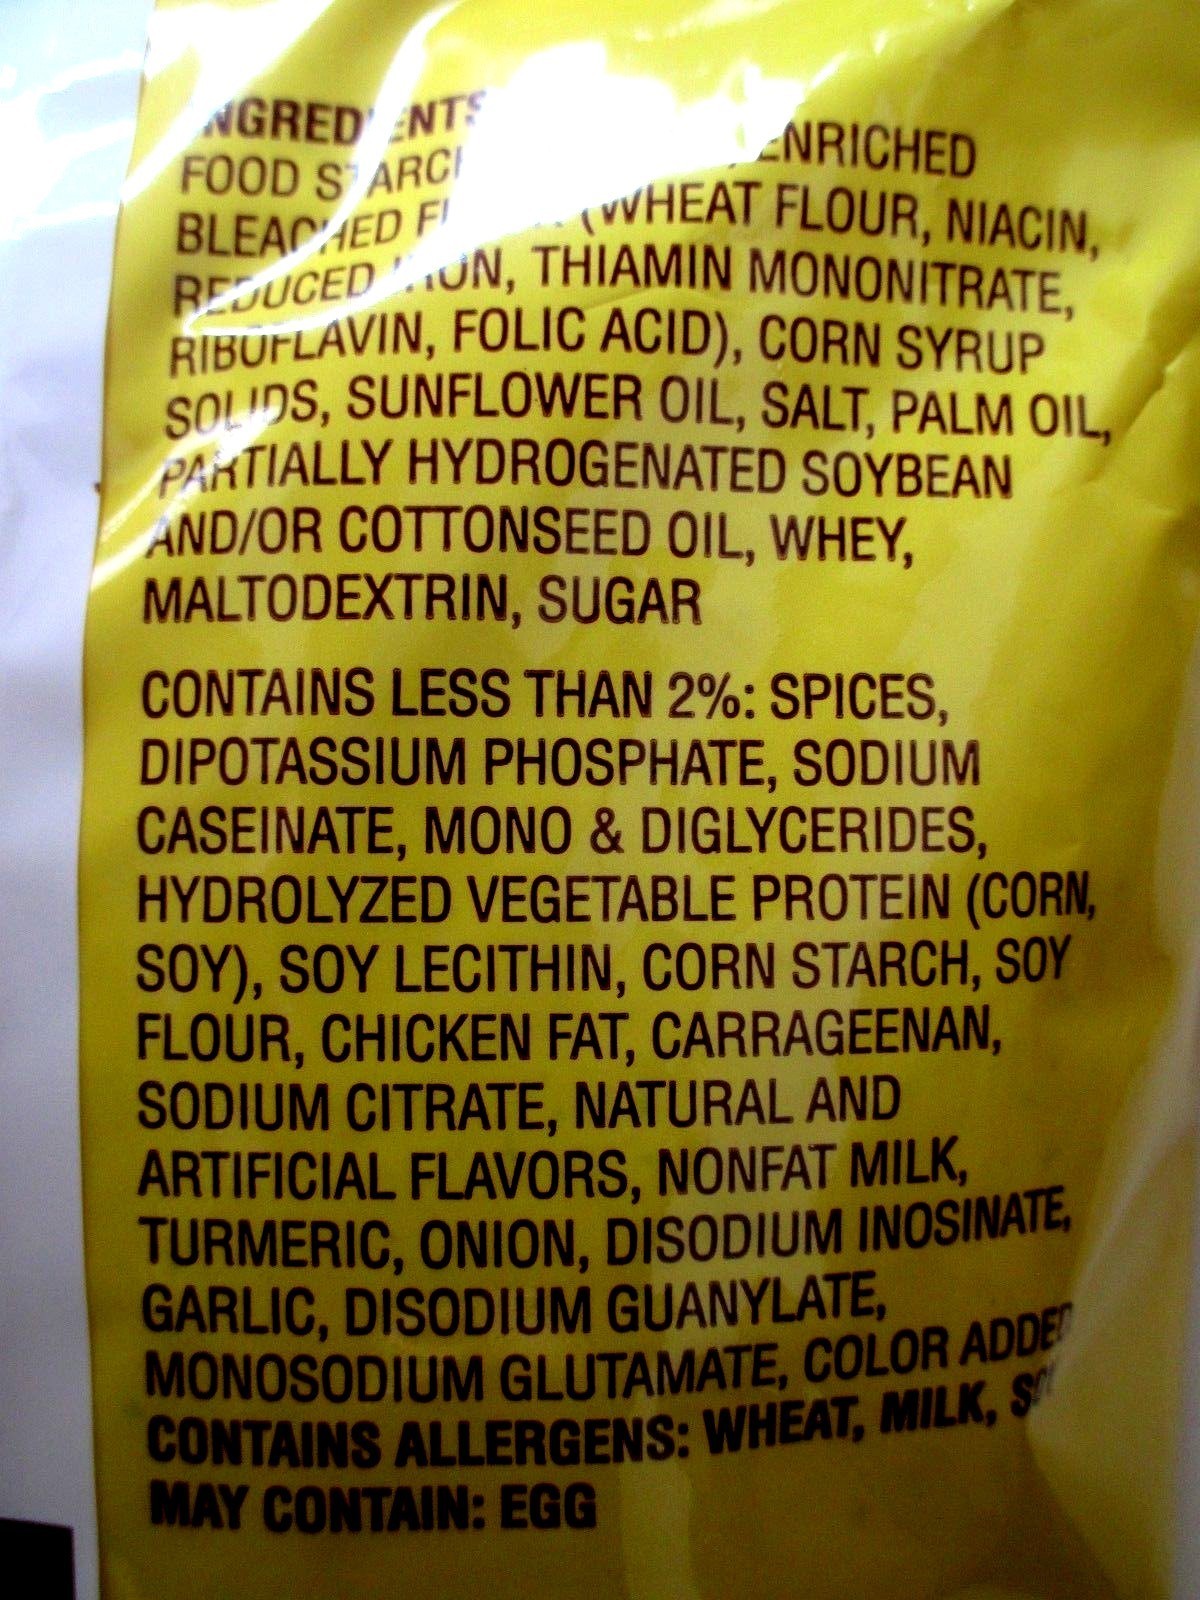 INGREDIENTS
FOOD STARCH ENRICHED
BLEACHED (WHEAT FLOUR, NIACIN,
REDUCED IRON, THIAMIN MONONITRATE,
RIBOFLAVIN, FOLIC ACID), CORN SYRUP
SOLIDS, SUNFLOWER OIL, SALT, PALM OIL,
PARTIALLY HYDROGENATED SOYBEAN
AND/OR COTTONSEED OIL, WHEY,
MALTODEXTRIN, SUGAR
CONTAINS LESS THAN 2%: SPICES,
DIPOTASSIUM PHOSPHATE, SODIUM
CASEINATE, MONO & DIGLYCERIDES,
HYDROLYZED VEGETABLE PROTEIN (CORN,
SOY), SOY LECITHIN, CORN STARCH, SOY
FLOUR, CHICKEN FAT, CARRAGEENAN,
SODIUM CITRATE, NATURAL AND
ARTIFICIAL FLAVORS, NONFAT MILK,
TURMERIC, ONION, DISODIUM INOSINATE,
GARLIC, DISODIUM GUANYLATE,
MONOSODIUM GLUTAMATE, COLOR ADDED
CONTAINS ALLERGENS: WHEAT, MILK,
MAY CONTAIN: EGG